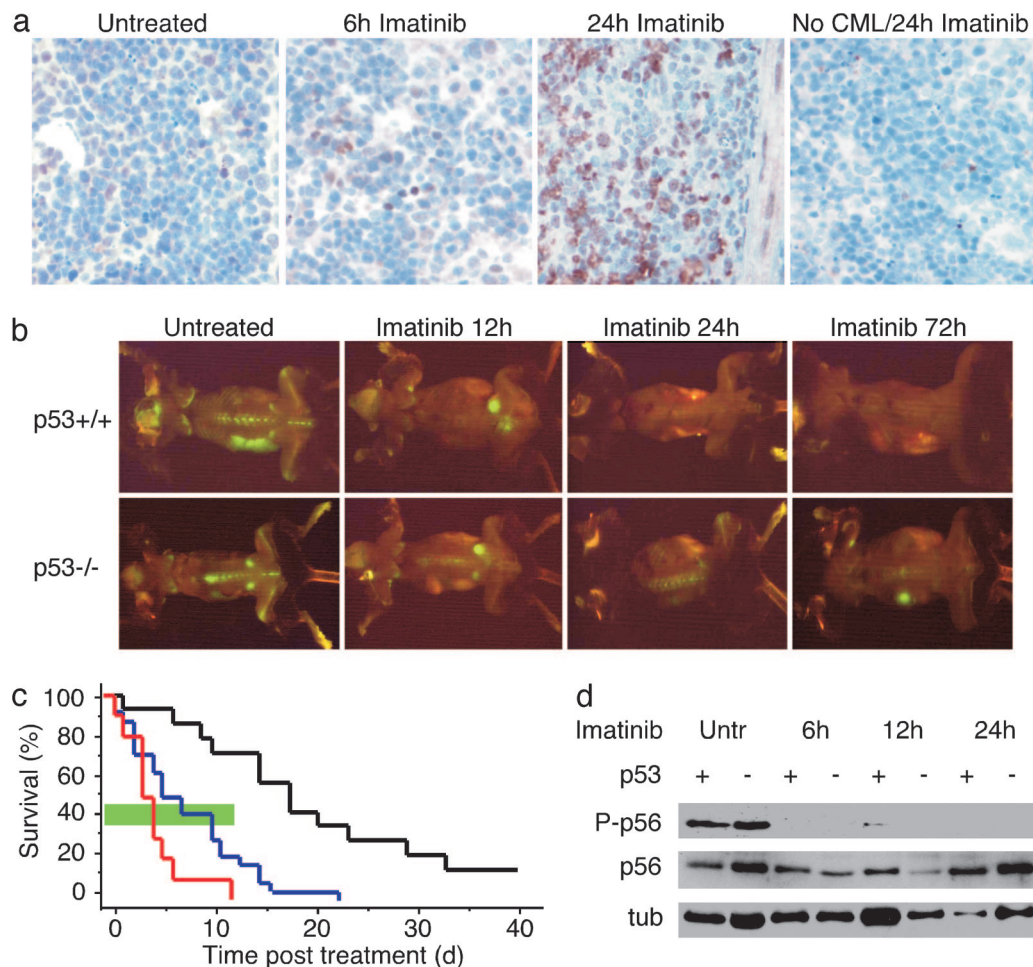 a
Untreated 6h Imatinib 24h Imatinib No CML/24h Imatinib
b
Untreated Imatinib 12h Imatinib 24h Imatinib 72h
p53+/+
p53-/-
c
Survival (%)
100
80
60
40
20
0
0 10 20 30 40
Time post treatment (d)
d
Imatinib Untr 6h 12h 24h
p53 + - + - + - + -
P-p56
p56
tub